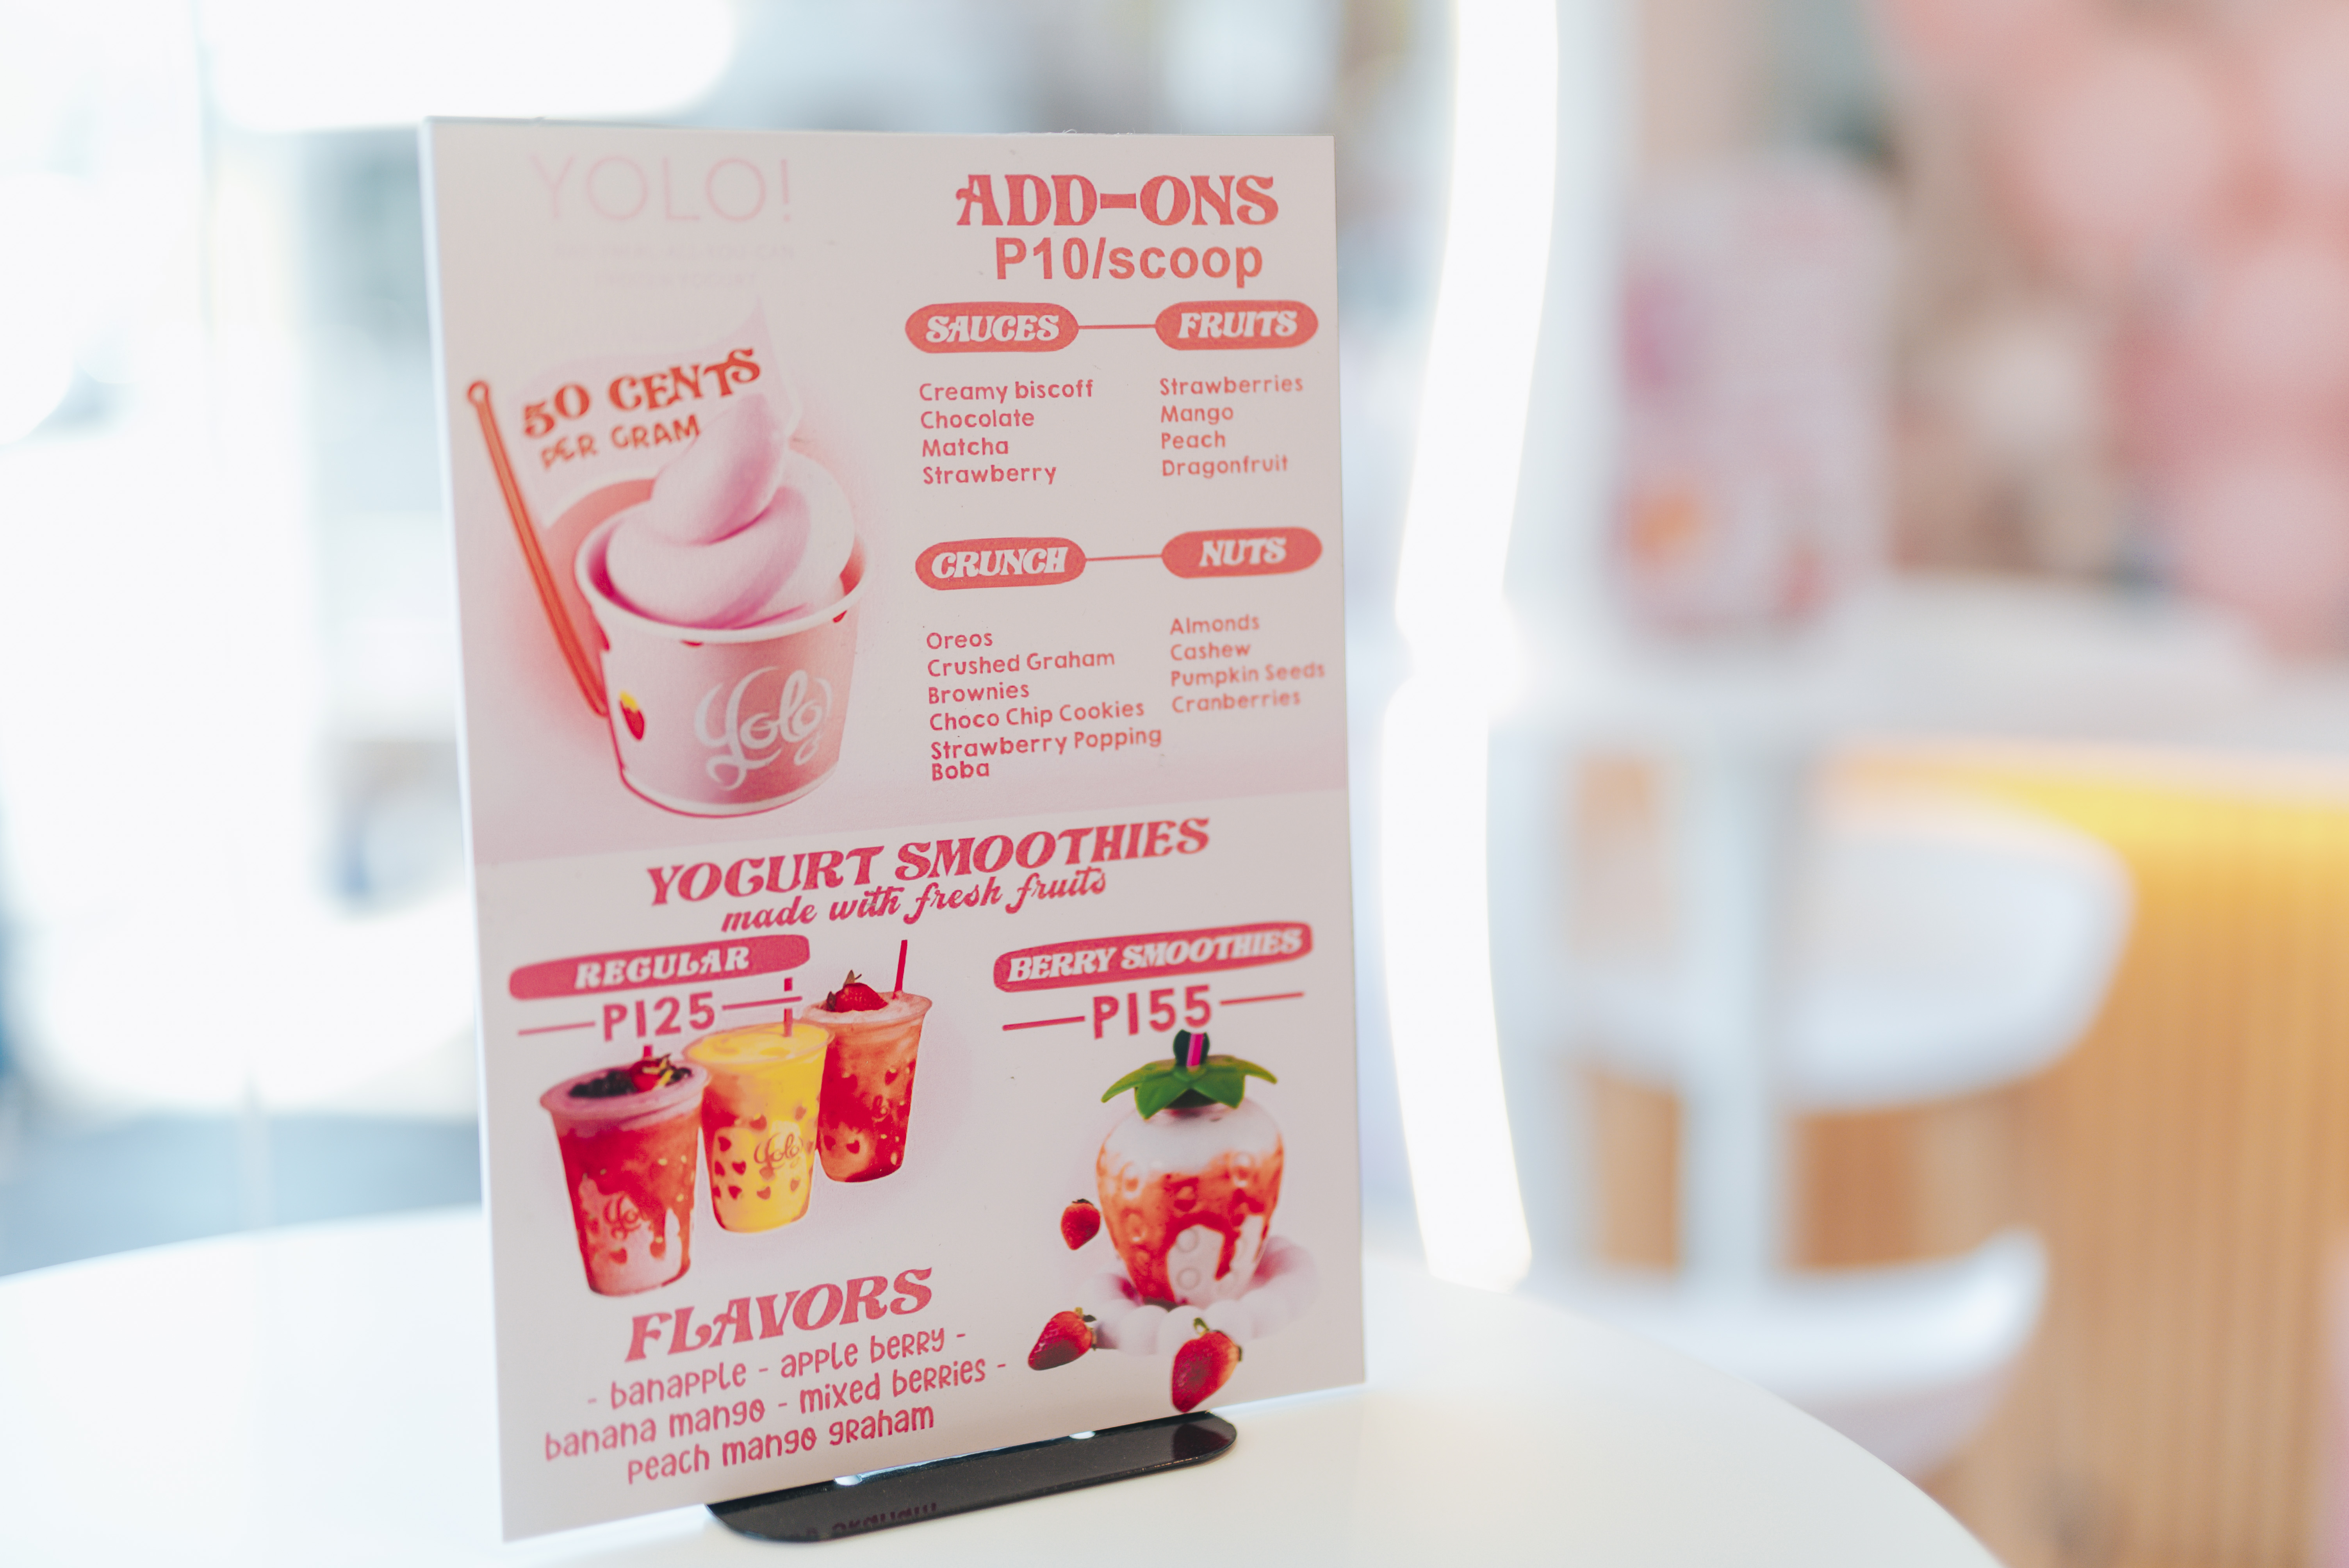 YOLO!
50 CENTS
PER GRAM
Yolo
ADD-ONS
P10/scoop
SAUCES
Creamy biscoff
Chocolate
Matcha
Strawberry
FRUITS
Strawberries
Mango
Peach
Dragonfruit
CRUNCH
Oreos
Crushed Graham
Brownies
Choco Chip Cookies
Strawberry Popping
Boba
NUTS
Almonds
Cashew
Pumpkin Seeds
Cranberries
YOGURT SMOOTHIES
made with fresh fruits
REGULAR
P125
Yolo
BERRY SMOOTHIES
P155
FLAVORS
- banapple - apple berry -
banana mango - mixed berries -
peach mango graham